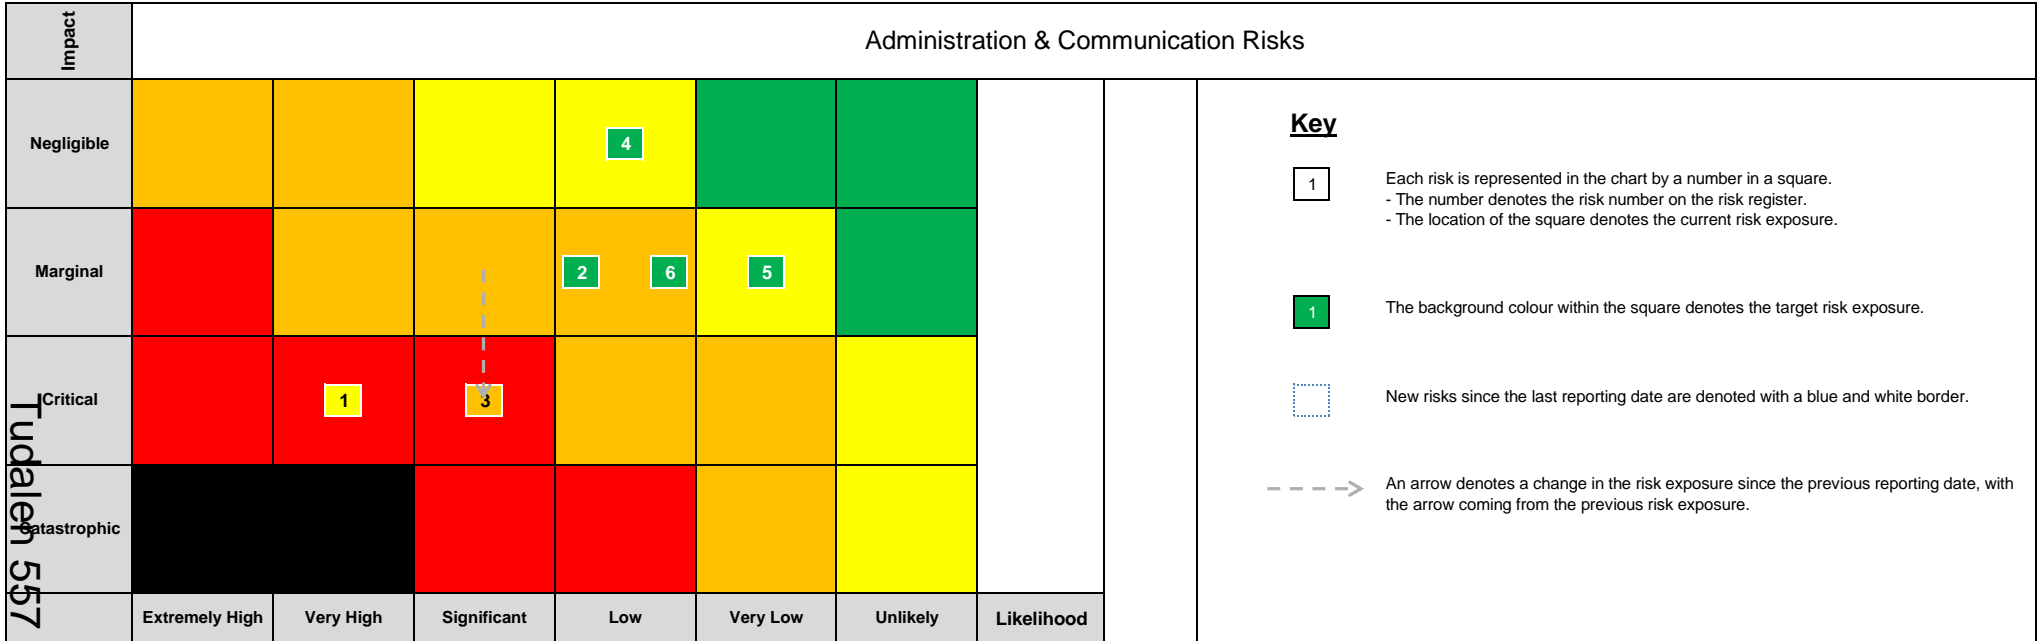 Impact
Administration & Communication Risks
Negligible
4
Marginal
2
6
5
Critical
1
3
Catastrophic
Extremely High
Very High
Significant
Low
Very Low
Unlikely
Likelihood
Key
1
Each risk is represented in the chart by a number in a square.
- The number denotes the risk number on the risk register.
- The location of the square denotes the current risk exposure.
1
The background colour within the square denotes the target risk exposure.
New risks since the last reporting date are denoted with a blue and white border.
An arrow denotes a change in the risk exposure since the previous reporting date, with
the arrow coming from the previous risk exposure.
Tudalen 557